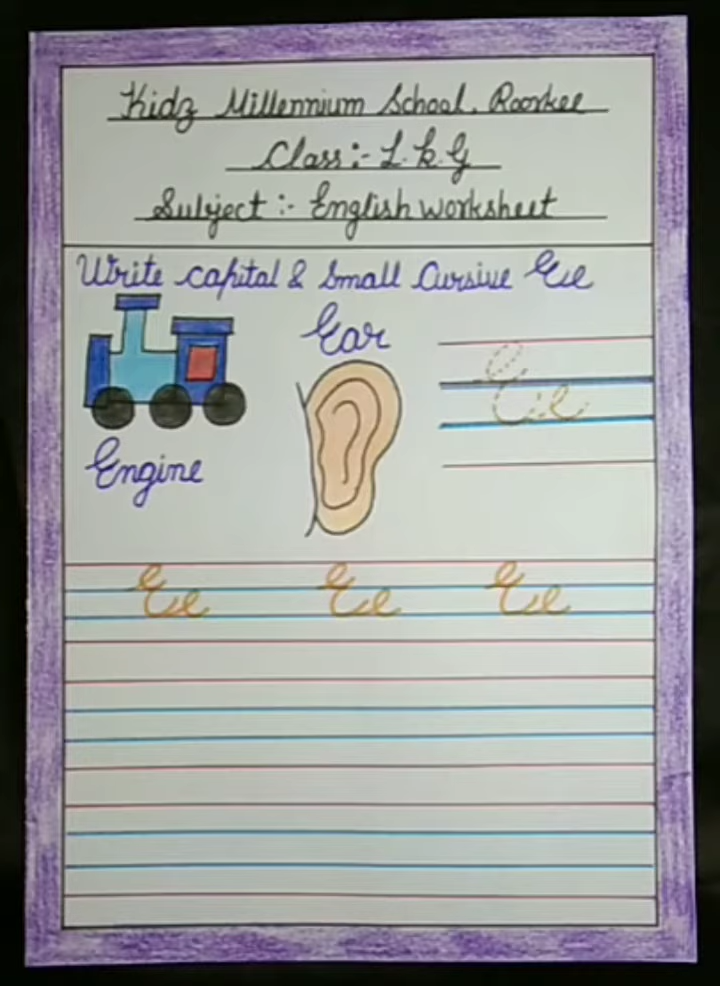 Kidz Millennium School, Roorkee
Class :- L.K.G
Subject :- English worksheet
Write capital & Small Cursive Ee
Ear
Ee
Engine
Ee Ee Ee